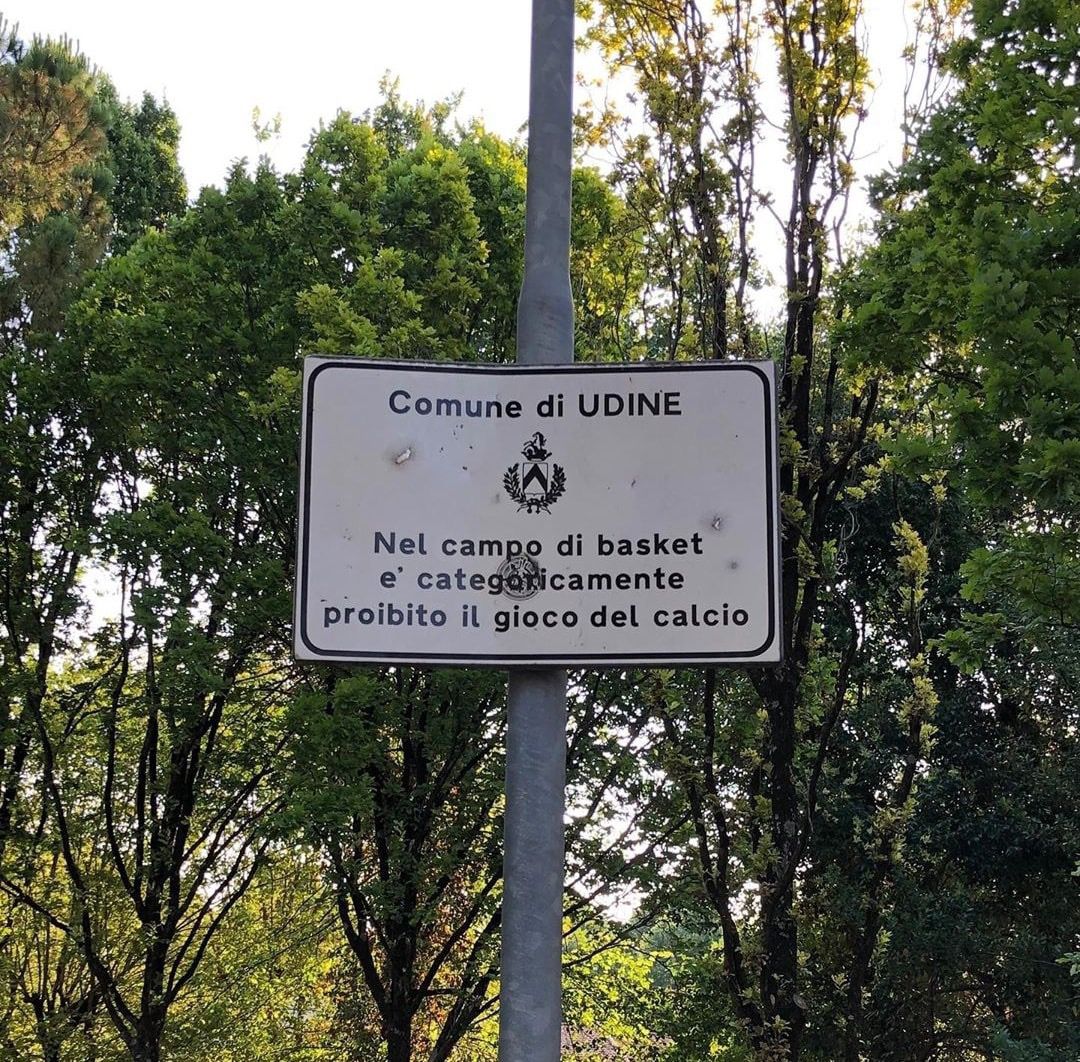 Comune di UDINE
Nel campo di basket
e' categoricamente
proibito il gioco del calcio